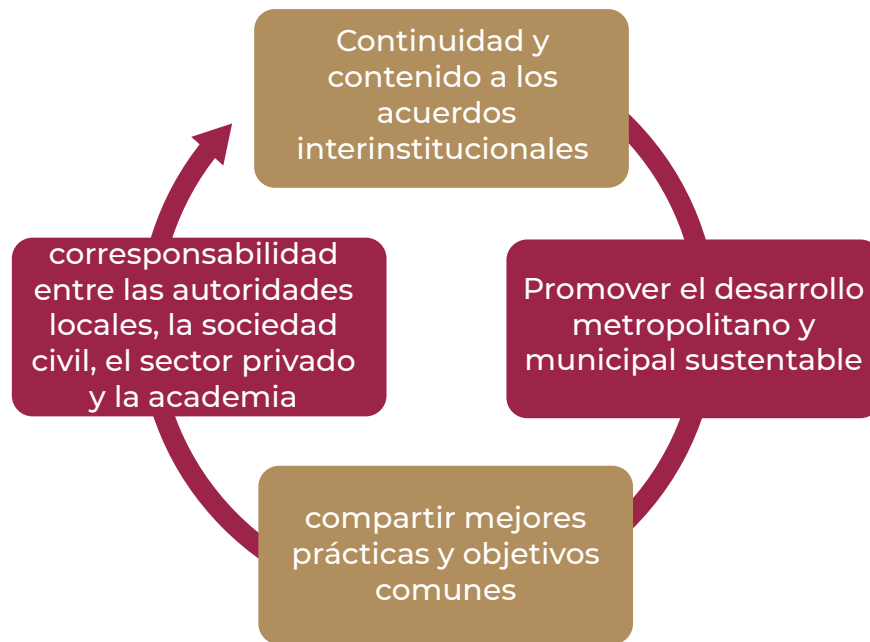 Continuidad y
contenido a los
acuerdos
interinstitucionales
Promover el desarrollo
metropolitano y
municipal sustentable
compartir mejores
prácticas y objetivos
comunes
corresponsabilidad
entre las autoridades
locales, la sociedad
civil, el sector privado
y la academia